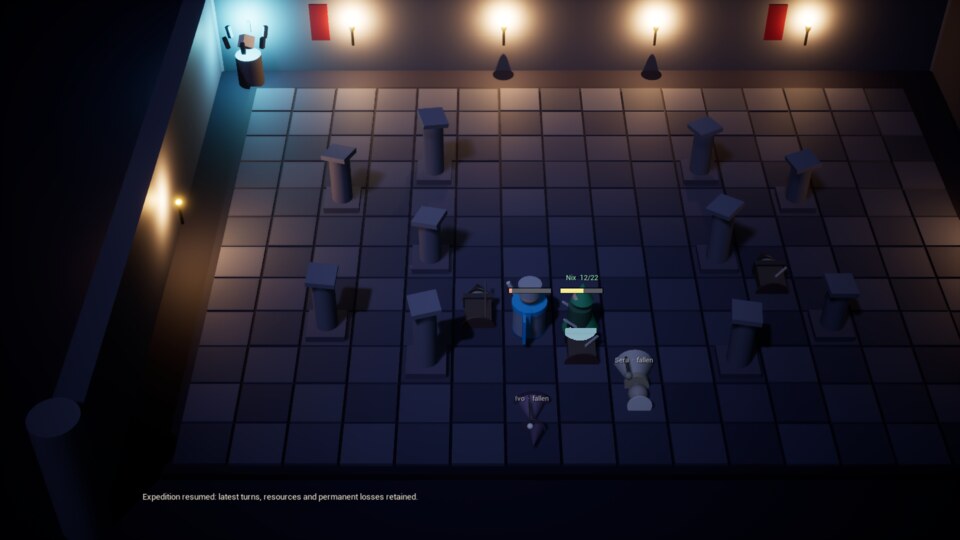 Nix 12/22
Sera · fallen
Ivo · fallen
Expedition resumed: latest turns, resources and permanent losses retained.